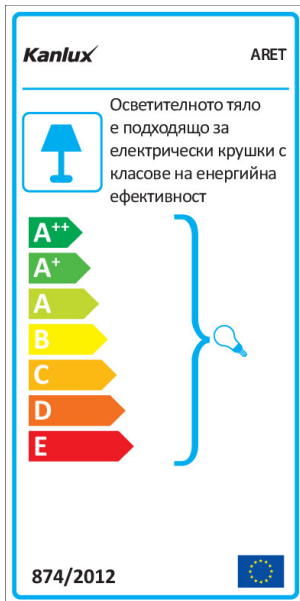 Kanlux
ARET
Осветителното тяло
е подходящо за
електрически крушки с
класове на енергийна
ефективност
A++
A+
A
B
C
D
E
874/2012